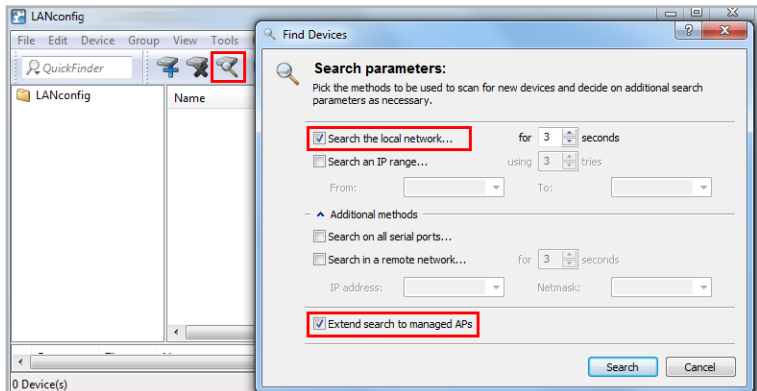 LANconfig
File Edit Device Group View Tools
QuickFinder
LANconfig
Name
0 Device(s)
Find Devices
Search parameters:
Pick the methods to be used to scan for new devices and decide on additional search
parameters as necessary.
Search the local network... for 3 seconds
Search an IP range... using 3 tries
From: To:
Additional methods
Search on all serial ports...
Search in a remote network... for 3 seconds
IP address: Netmask:
Extend search to managed APs
Search Cancel